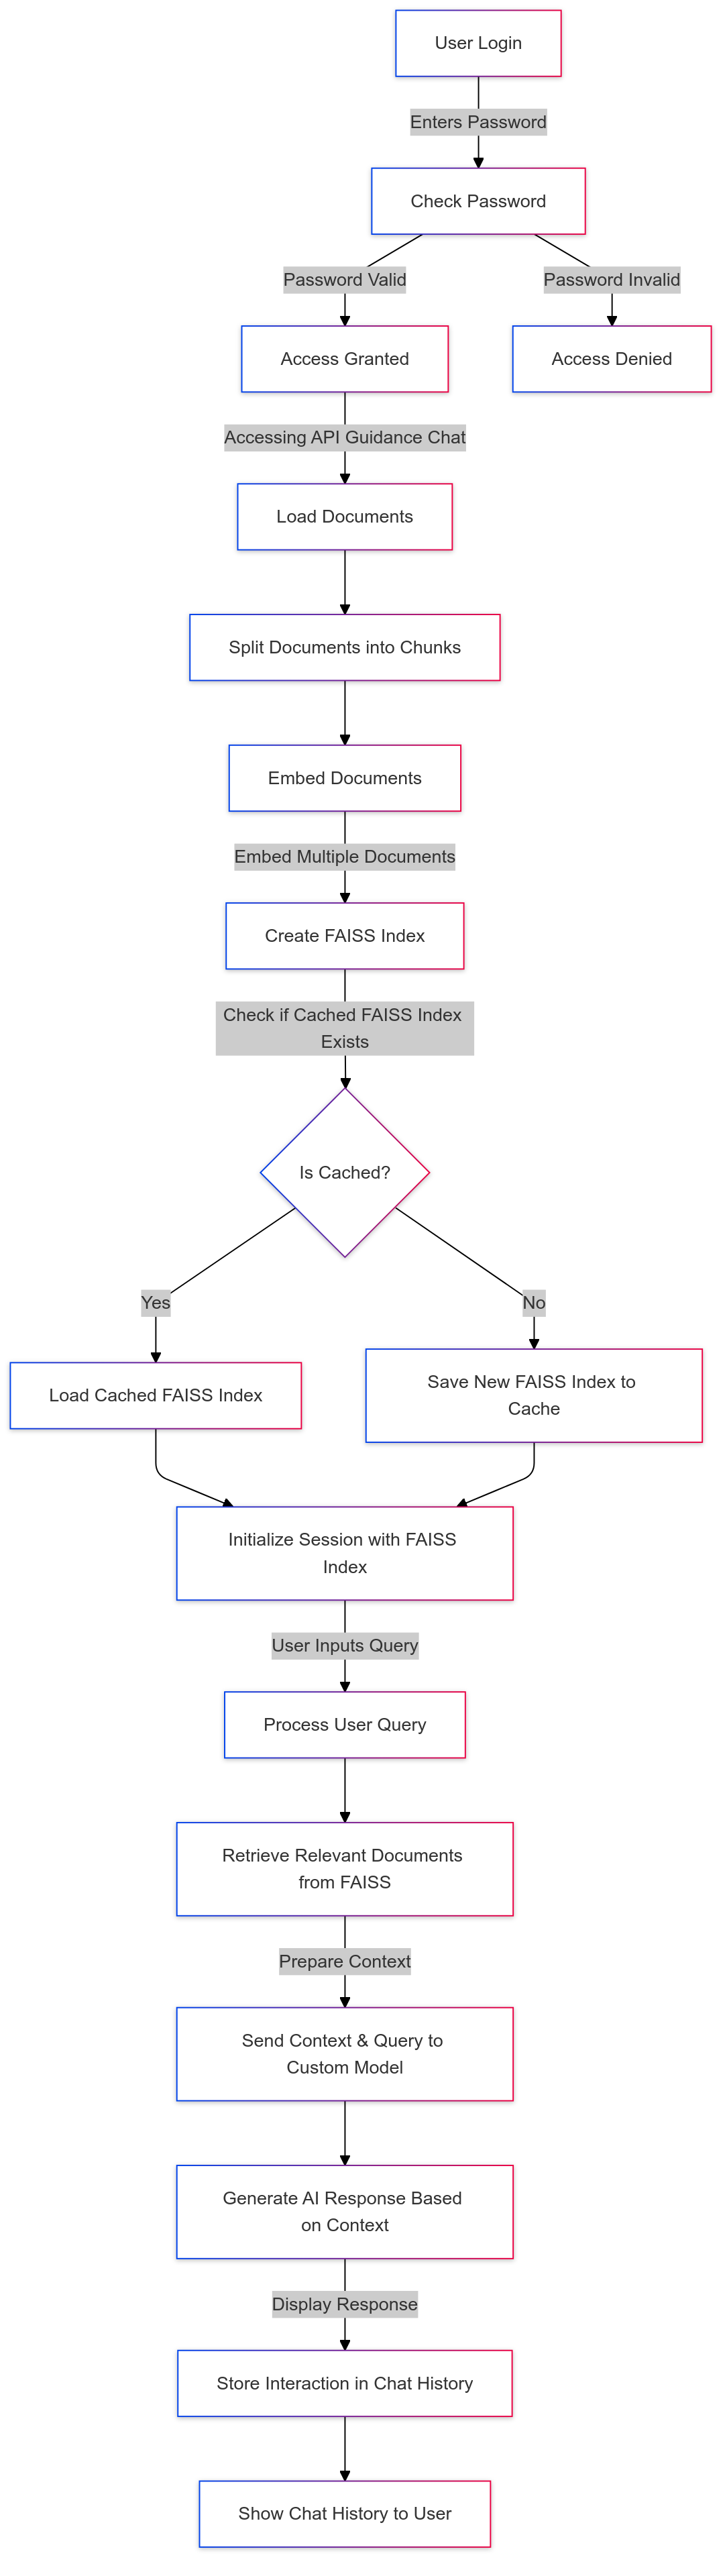 User Login
Enters Password
Check Password
Password Valid
Password Invalid
Access Granted
Access Denied
Accessing API Guidance Chat
Load Documents
Split Documents into Chunks
Embed Documents
Embed Multiple Documents
Create FAISS Index
Check if Cached FAISS Index
Exists
Is Cached?
Yes
No
Load Cached FAISS Index
Save New FAISS Index to
Cache
Initialize Session with FAISS
Index
User Inputs Query
Process User Query
Retrieve Relevant Documents
from FAISS
Prepare Context
Send Context & Query to
Custom Model
Generate AI Response Based
on Context
Display Response
Store Interaction in Chat History
Show Chat History to User